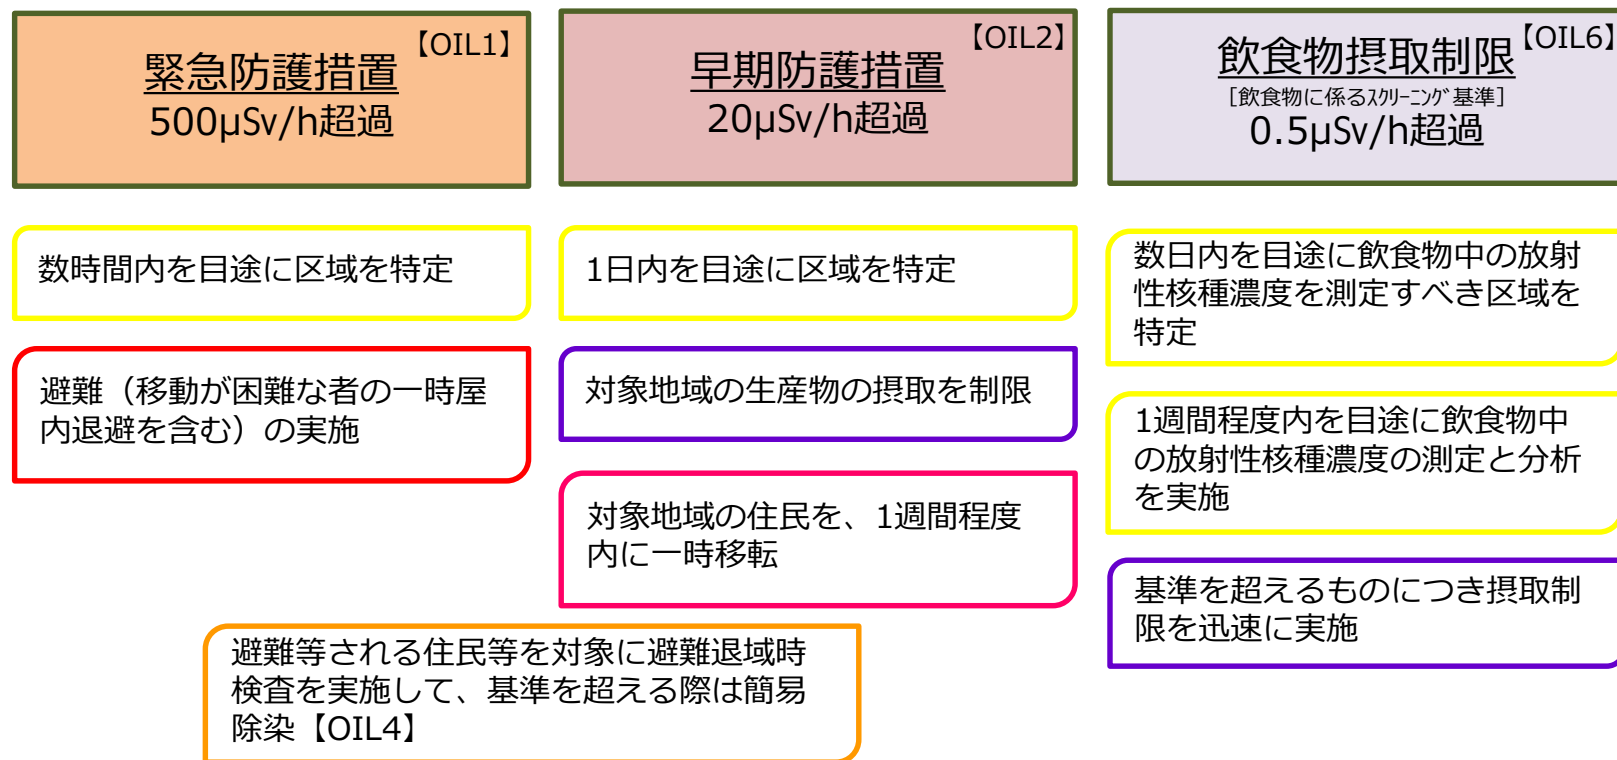 【OIL1】
緊急防護措置
500μSv/h超過
数時間内を目途に区域を特定
避難（移動が困難な者の一時屋
内退避を含む）の実施
【OIL2】
早期防護措置
20μSv/h超過
1日内を目途に区域を特定
対象地域の生産物の摂取を制限
対象地域の住民を、1週間程度
内に一時移転
避難等される住民等を対象に避難退域時
検査を実施して、基準を超える際は簡易
除染【OIL4】
【OIL6】
飲食物摂取制限
[飲食物に係るｽｸﾘｰﾆﾝｸﾞ基準]
0.5μSv/h超過
数日内を目途に飲食物中の放射
性核種濃度を測定すべき区域を
特定
1週間程度内を目途に飲食物中
の放射性核種濃度の測定と分析
を実施
基準を超えるものにつき摂取制
限を迅速に実施